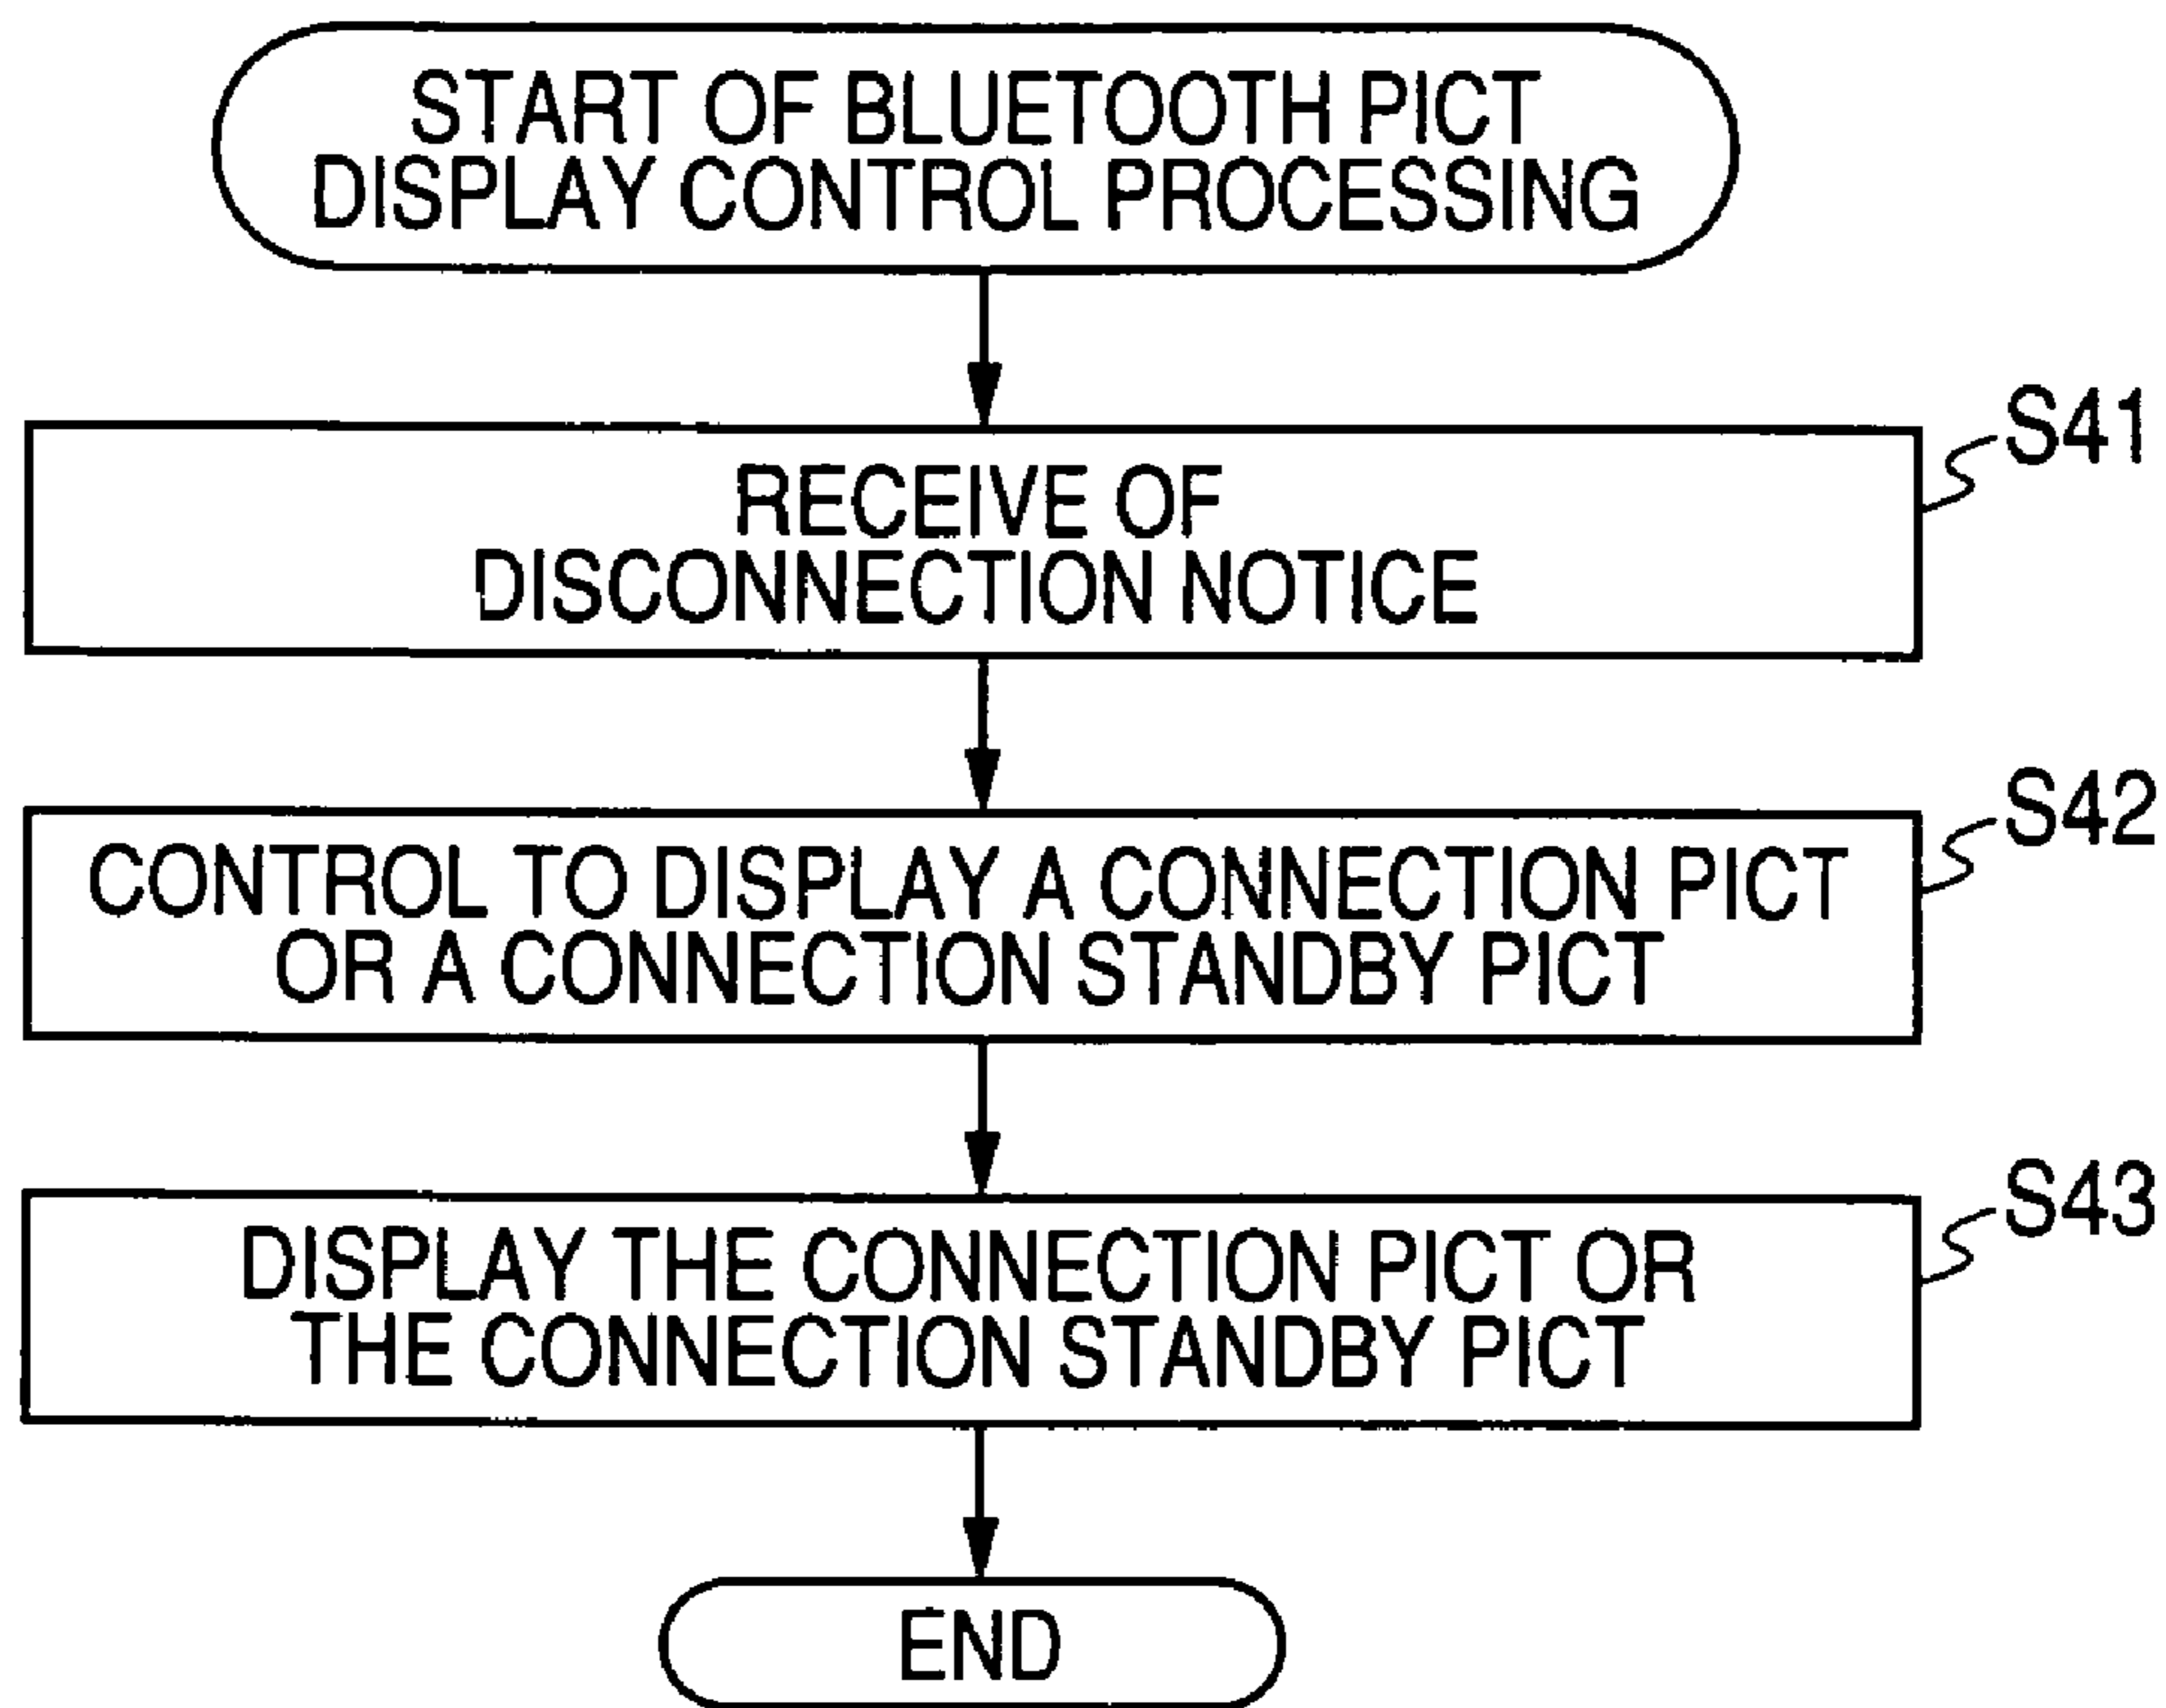 START OF BLUETOOTH PICT
DISPLAY CONTROL PROCESSING
S41
RECEIVE OF
DISCONNECTION NOTICE
S42
CONTROL TO DISPLAY A CONNECTION PICT
OR A CONNECTION STANDBY PICT
S43
DISPLAY THE CONNECTION PICT OR
THE CONNECTION STANDBY PICT
END